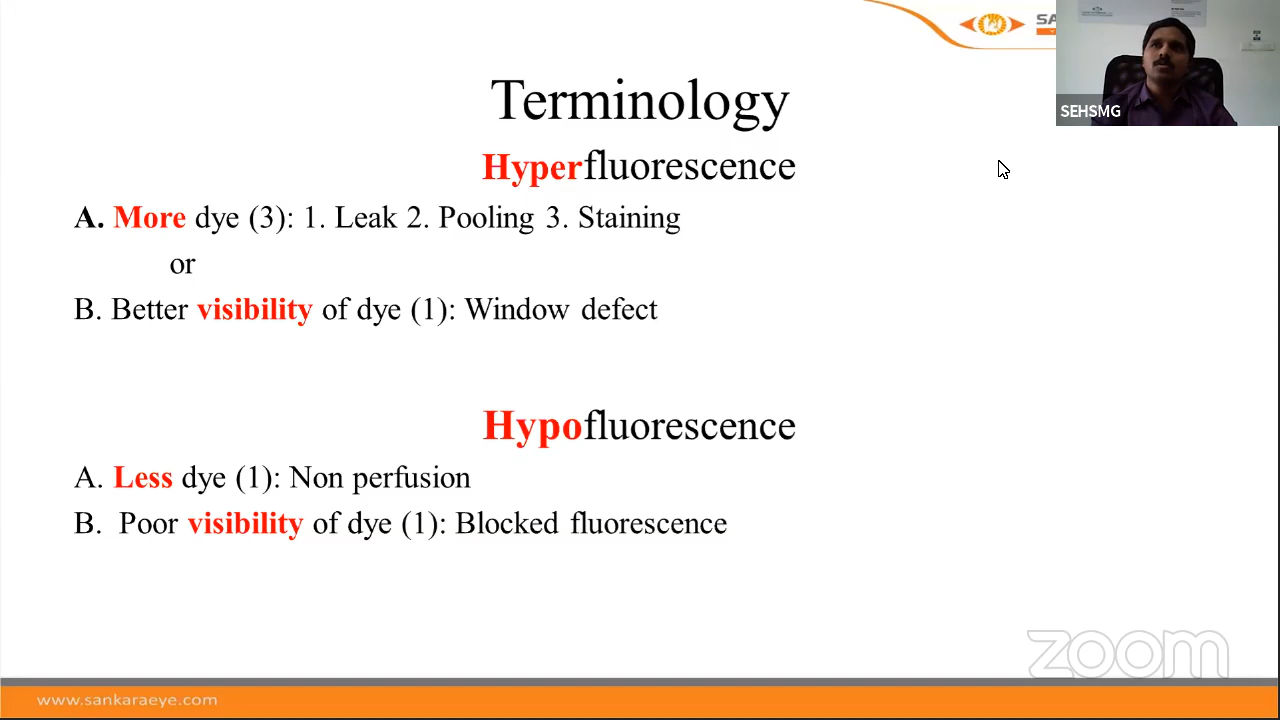 SA
SEHSMG
Terminology
Hyperfluorescence
A. More dye (3): 1. Leak 2. Pooling 3. Staining
or
B. Better visibility of dye (1): Window defect
Hypofluorescence
A. Less dye (1): Non perfusion
B. Poor visibility of dye (1): Blocked fluorescence
zoom
www.sankaraeye.com